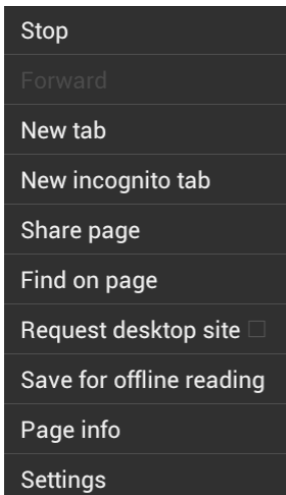 Stop
Forward
New tab
New incognito tab
Share page
Find on page
Request desktop site
Save for offline reading
Page info
Settings